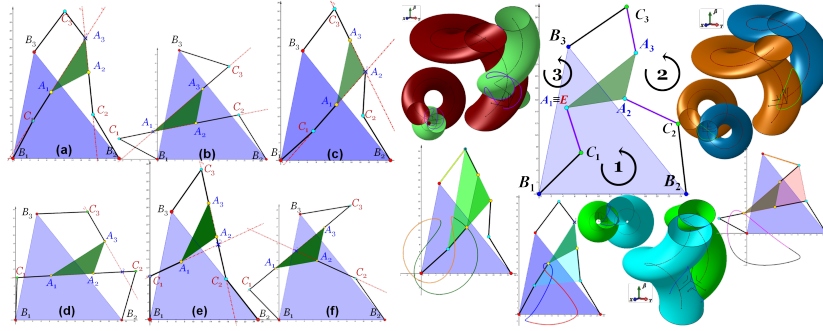 B₃
C₃
A₃
A₂
A₁
C₁
C₂
B₁
(a)
B₂
B₃
C₃
A₃
A₁
A₂
C₂
C₁
B₁
(b)
B₂
C₃
B₃
A₃
A₂
A₁
C₂
C₁
B₁
(c)
B₂
C₃
B₃
A₃
3
2
A₁≡E
A₂
C₂
C₁
1
B₁
B₂
B₃
C₃
A₃
C₁
A₁
A₂
C₂
B₁
(d)
B₂
C₃
B₃
A₃
A₂
A₁
C₁
C₂
B₁
(e)
B₂
B₃
C₃
A₃
A₁
A₂
C₂
C₁
B₁
(f)
B₂